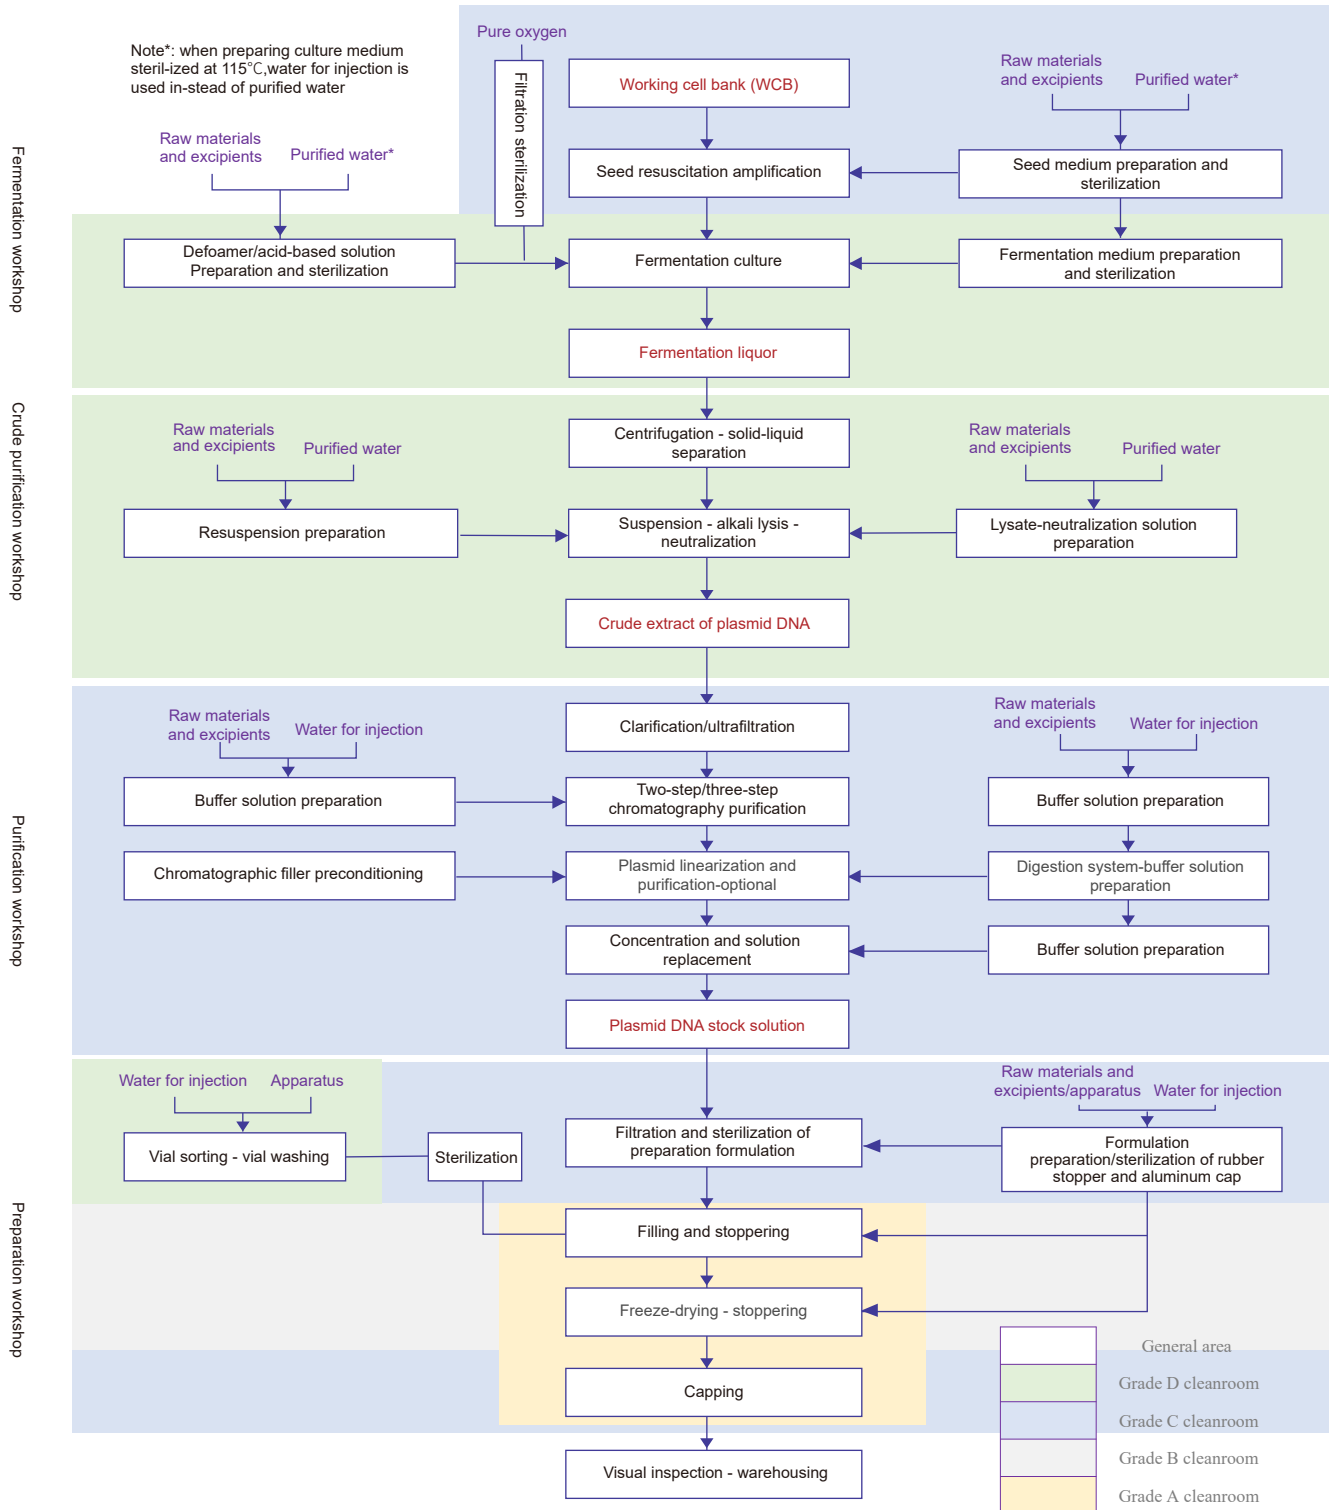 Note*: when preparing culture medium
steril-ized at 115℃,water for injection is
used in-stead of purified water
Pure oxygen
Filtration sterilization
Working cell bank (WCB)
Raw materials
and excipients
Purified water*
Raw materials
and excipients
Purified water*
Seed resuscitation amplification
Seed medium preparation and
sterilization
Fermentation workshop
Defoamer/acid-based solution
Preparation and sterilization
Fermentation culture
Fermentation medium preparation
and sterilization
Fermentation liquor
Crude purification workshop
Raw materials
and excipients
Purified water
Centrifugation - solid-liquid
separation
Raw materials
and excipients
Purified water
Resuspension preparation
Suspension - alkali lysis -
neutralization
Lysate-neutralization solution
preparation
Crude extract of plasmid DNA
Purification workshop
Raw materials
and excipients
Water for injection
Clarification/ultrafiltration
Raw materials
and excipients
Water for injection
Buffer solution preparation
Two-step/three-step
chromatography purification
Buffer solution preparation
Chromatographic filler preconditioning
Plasmid linearization and
purification-optional
Digestion system-buffer solution
preparation
Concentration and solution
replacement
Buffer solution preparation
Plasmid DNA stock solution
Preparation workshop
Water for injection
Apparatus
Raw materials and
excipients/apparatus
Water for injection
Vial sorting - vial washing
Sterilization
Filtration and sterilization of
preparation formulation
Formulation
preparation/sterilization of rubber
stopper and aluminum cap
Filling and stoppering
Freeze-drying - stoppering
Capping
Visual inspection - warehousing
General area
Grade D cleanroom
Grade C cleanroom
Grade B cleanroom
Grade A cleanroom